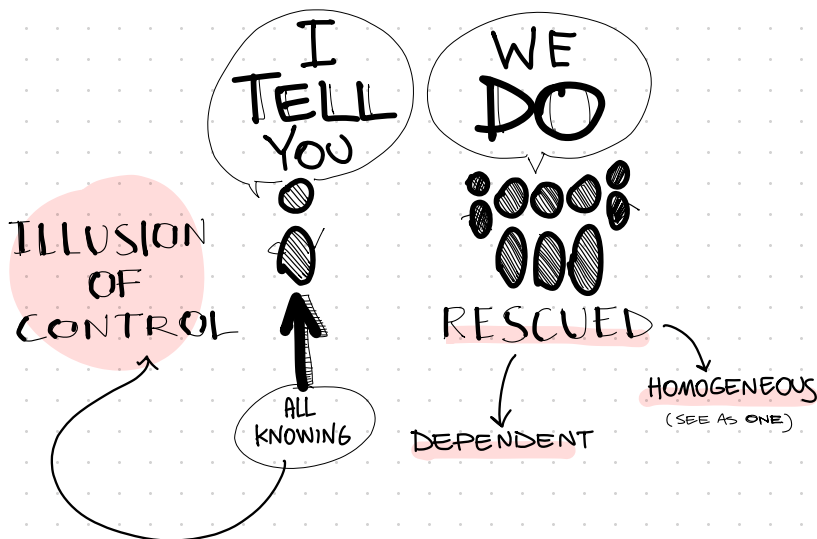 I
TELL
YOU
WE
DO
ILLUSION
OF
CONTROL
ALL
KNOWING
RESCUED
DEPENDENT
HOMOGENEOUS
(SEE AS ONE)